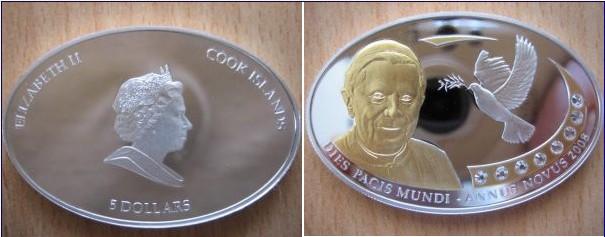 ELIZABETH II
COOK ISLANDS
5 DOLLARS
DIES PACIS MUNDI - ANNUS NOVUS 2008